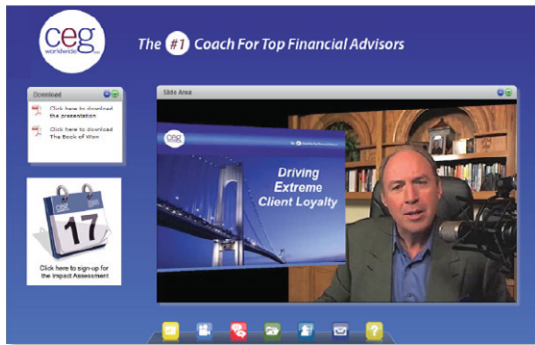 ceg
worldwide
The #1 Coach For Top Financial Advisors
Download
Click here to download
the presentation
Click here to download
The Book of Won
Slide Area
ceg
Driving
Extreme
Client Loyalty
17
Click here to sign-up for
the Impact Assessment
?